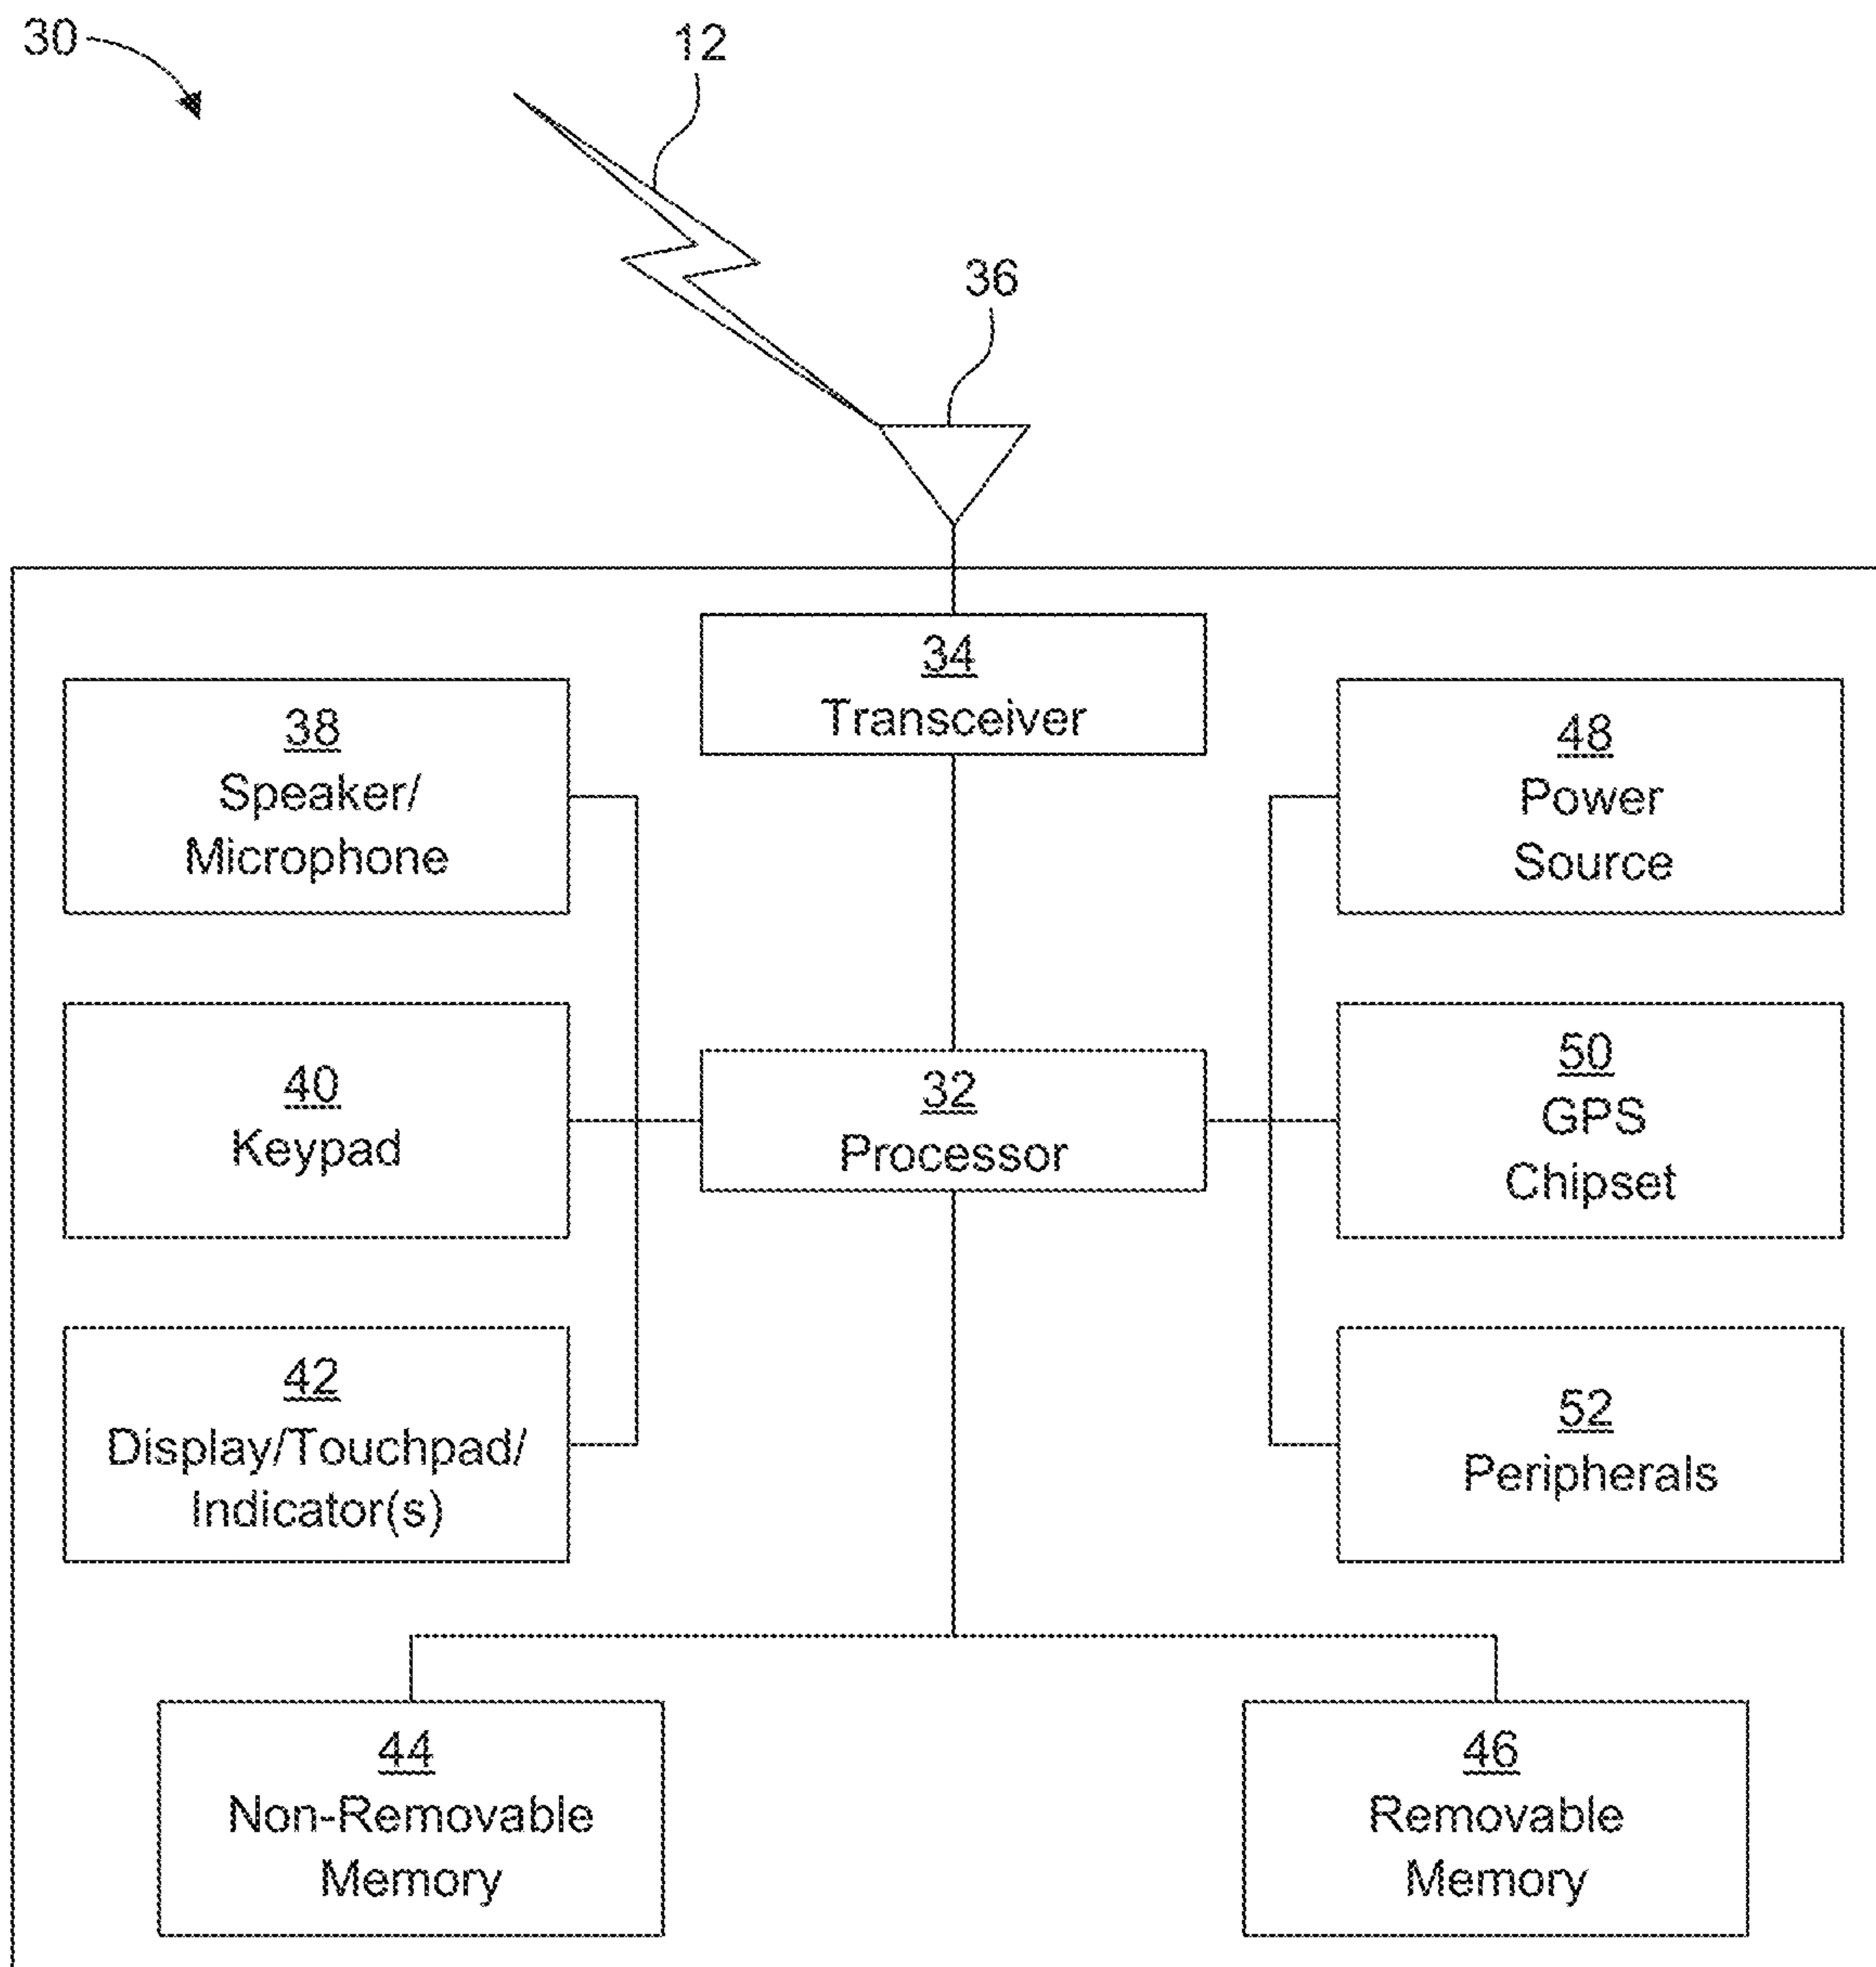 30
12
36
34
Transceiver
38
Speaker/
Microphone
48
Power
Source
40
Keypad
32
Processor
50
GPS
Chipset
42
Display/Touchpad/
Indicator(s)
52
Peripherals
44
Non-Removable
Memory
46
Removable
Memory